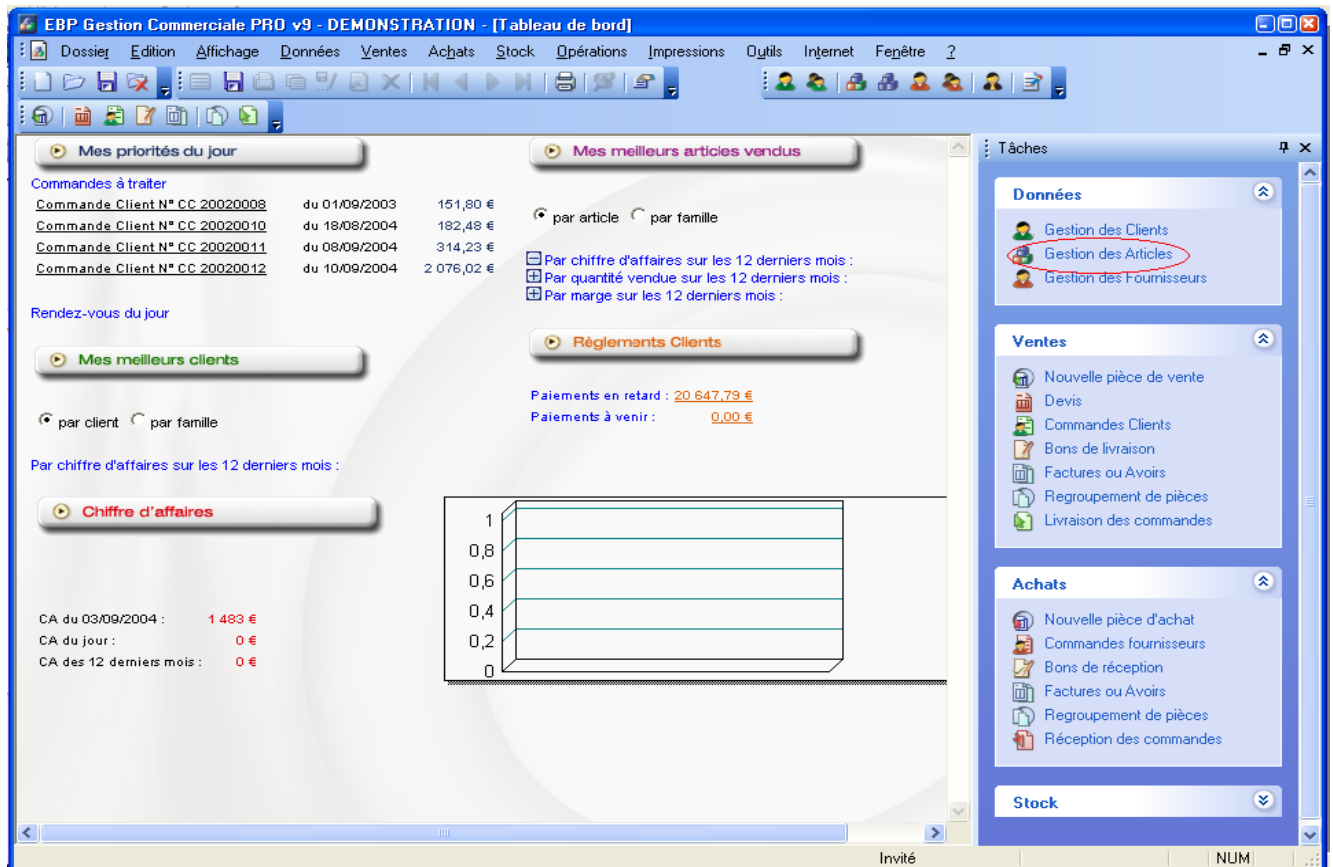 EBP Gestion Commerciale PRO v9 - DEMONSTRATION - [Tableau de bord]
Dossier Edition Affichage Données Ventes Achats Stock Opérations Impressions Outils Internet Fenêtre ?
Mes priorités du jour
Commandes à traiter
Commande Client N° CC 20020008 du 01/09/2003 151,80 €
Commande Client N° CC 20020010 du 18/08/2004 182,48 €
Commande Client N° CC 20020011 du 08/09/2004 314,23 €
Commande Client N° CC 20020012 du 10/09/2004 2 076,02 €
Rendez-vous du jour
Mes meilleurs clients
par client par famille
Par chiffre d'affaires sur les 12 derniers mois :
Chiffre d'affaires
CA du 03/09/2004 : 1 483 €
CA du jour : 0 €
CA des 12 derniers mois : 0 €
Mes meilleurs articles vendus
par article par famille
Par chiffre d'affaires sur les 12 derniers mois :
Par quantité vendue sur les 12 derniers mois :
Par marge sur les 12 derniers mois :
Règlements Clients
Paiements en retard : 20 647,79 €
Paiements à venir : 0,00 €
1
0,8
0,6
0,4
0,2
0
Tâches
Données
Gestion des Clients
Gestion des Articles
Gestion des Fournisseurs
Ventes
Nouvelle pièce de vente
Devis
Commandes Clients
Bons de livraison
Factures ou Avoirs
Regroupement de pièces
Livraison des commandes
Achats
Nouvelle pièce d'achat
Commandes fournisseurs
Bons de réception
Factures ou Avoirs
Regroupement de pièces
Réception des commandes
Stock
Invité NUM